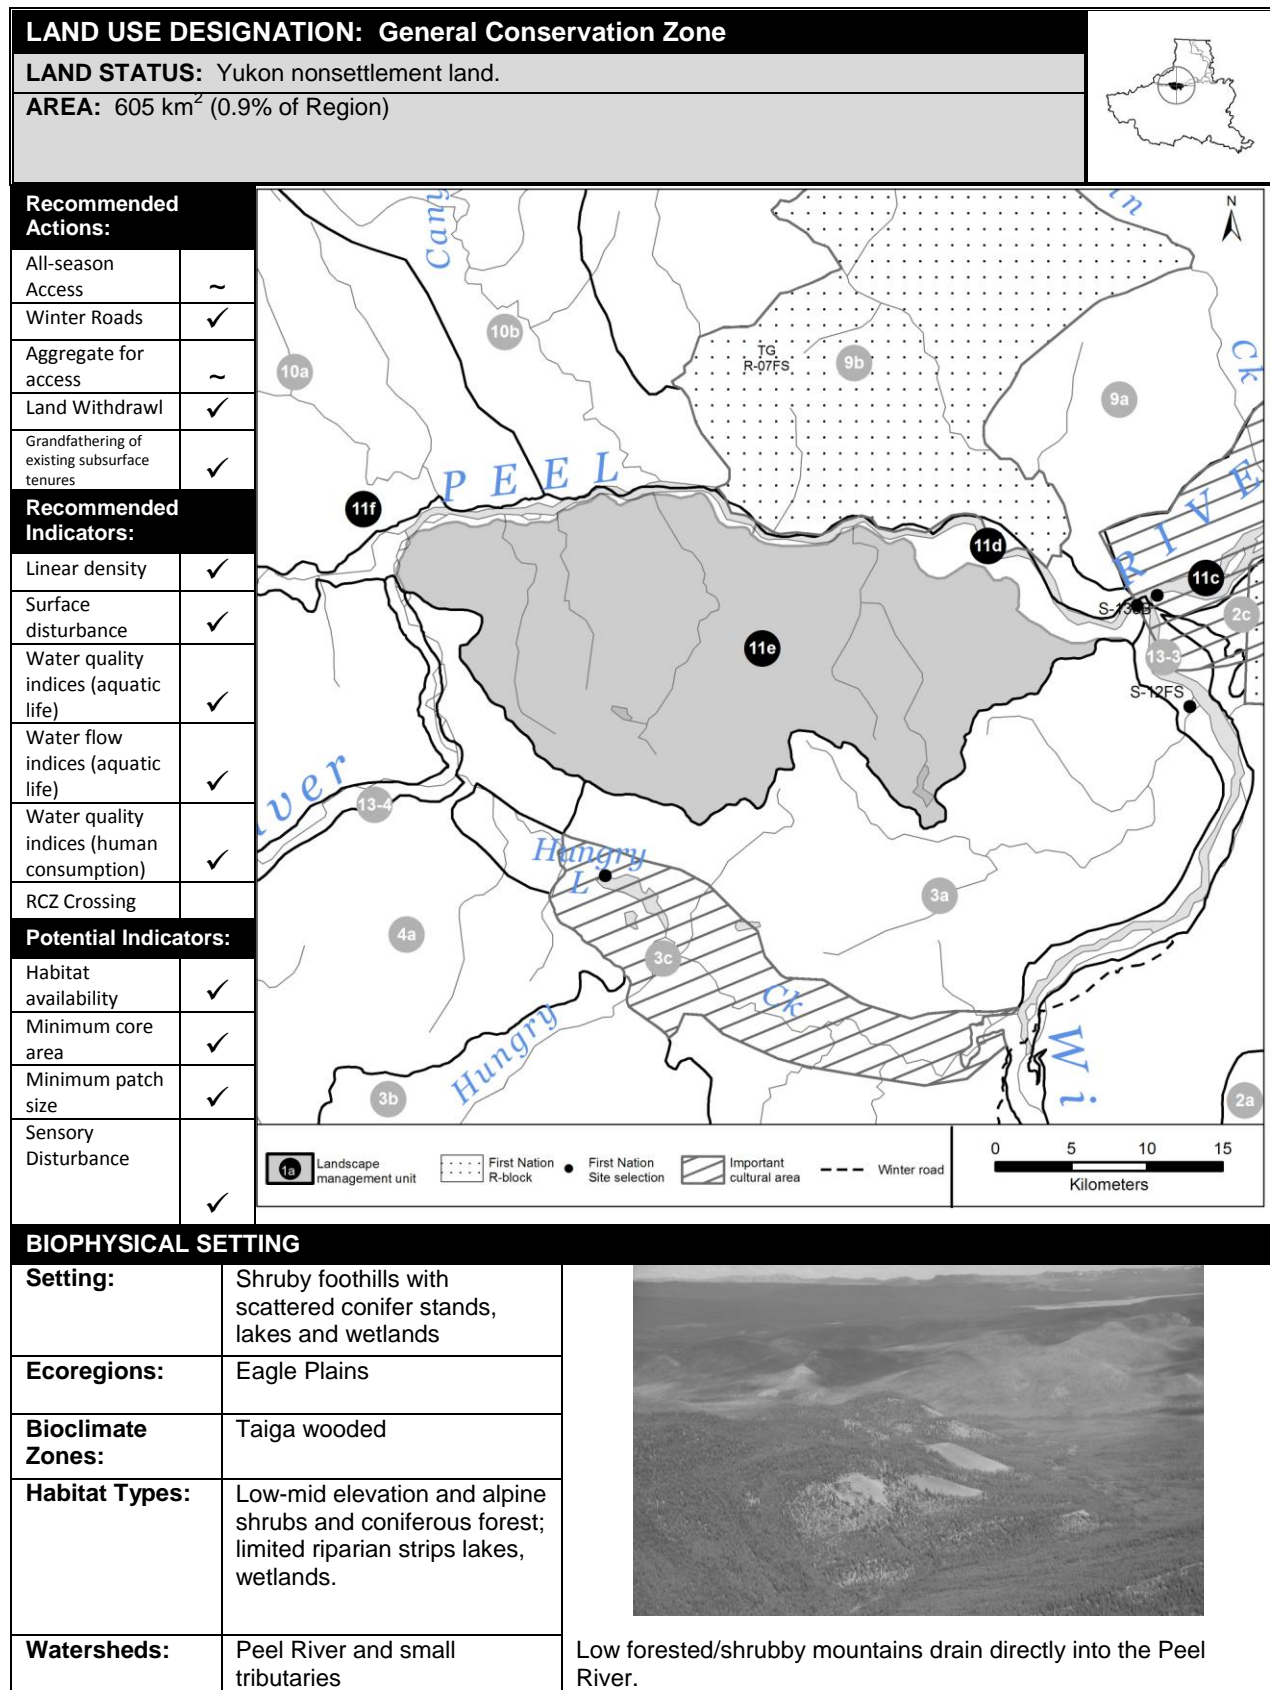 LAND USE DESIGNATION: General Conservation Zone
LAND STATUS: Yukon nonsettlement land.
AREA: 605 km2 (0.9% of Region)
Recommended
Actions:
All-season
Access ~
Winter Roads ✓
Aggregate for
access ~
Land Withdrawl ✓
Grandfathering of
existing subsurface
tenures ✓
Recommended
Indicators:
Linear density ✓
Surface
disturbance ✓
Water quality
indices (aquatic
life) ✓
Water flow
indices (aquatic
life) ✓
Water quality
indices (human
consumption) ✓
RCZ Crossing
Potential Indicators:
Habitat
availability ✓
Minimum core
area ✓
Minimum patch
size ✓
Sensory
Disturbance
✓
Cany
in
N
10b
TG
R-07FS
9b
10a
9a
Ck
PEEL
RIVE
11f
11d
11c
2c
11e
13-3
S-12FS
iver
13-4
Hungry
L
3a
4a
3c
Ck
Hungry
Wi
3b
2a
1a
Landscape
management unit
First Nation
R-block
First Nation
Site selection
Important
cultural area
Winter road
0 5 10 15
Kilometers
BIOPHYSICAL SETTING
Setting:
Shruby foothills with
scattered conifer stands,
lakes and wetlands
Ecoregions:
Eagle Plains
Bioclimate
Zones:
Taiga wooded
Habitat Types:
Low-mid elevation and alpine
shrubs and coniferous forest;
limited riparian strips lakes,
wetlands.
Watersheds:
Peel River and small
tributaries
Low forested/shrubby mountains drain directly into the Peel
River.